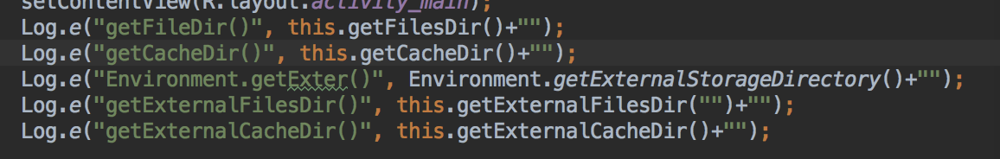 setContentView(R.layout.activity_main);
Log.e("getFileDir()", this.getFilesDir()+"");
Log.e("getCacheDir()", this.getCacheDir()+"");
Log.e("Environment.getExter()", Environment.getExternalStorageDirectory()+"");
Log.e("getExternalFilesDir()", this.getExternalFilesDir("")+"");
Log.e("getExternalCacheDir()", this.getExternalCacheDir()+"");